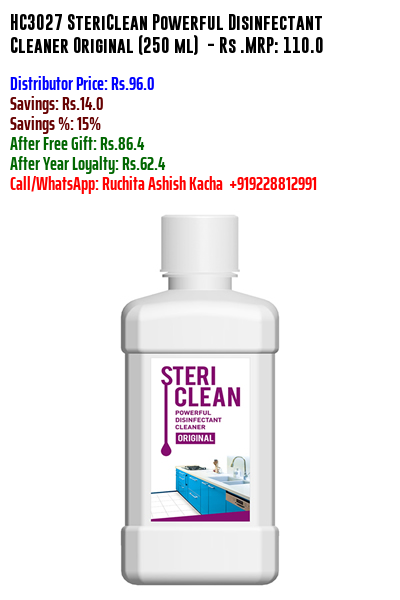 HC3027 SteriClean Powerful Disinfectant
Cleaner Original (250 ml) - Rs .MRP: 110.0
Distributor Price: Rs.96.0
Savings: Rs.14.0
Savings %: 15%
After Free Gift: Rs.86.4
After Year Loyalty: Rs.62.4
Call/WhatsApp: Ruchita Ashish Kacha +919228812991
STERI
CLEAN
POWERFUL
DISINFECTANT
CLEANER
ORIGINAL